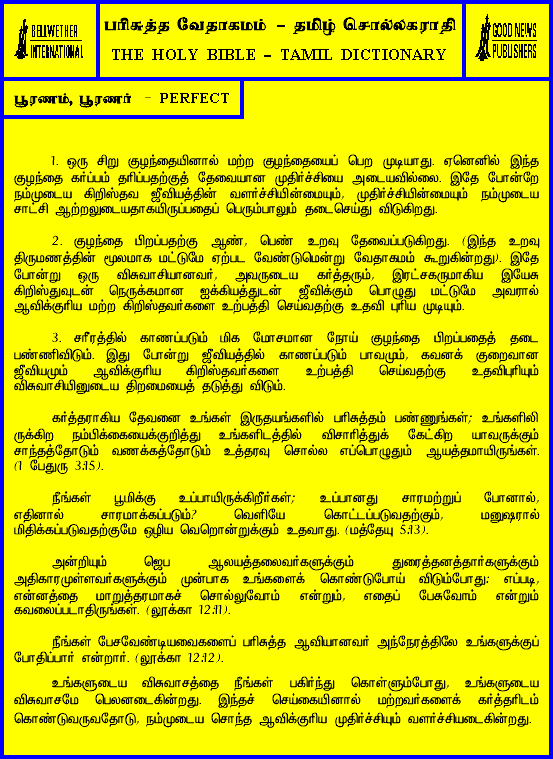 BELLWETHER
INTERNATIONAL
பரிசுத்த வேதாகமம் - தமிழ் சொல்லகராதி
THE HOLY BIBLE - TAMIL DICTIONARY
GOOD NEWS
PUBLISHERS
பூரணம், பூரணர் - PERFECT
1. ஒரு சிறு குழந்தையினால் மற்ற குழந்தையைப் பெற முடியாது. ஏனெனில் இந்த
குழந்தை கர்ப்பம் தரிப்பதற்குத் தேவையான முதிர்ச்சியை அடையவில்லை. இதே போன்றே
நம்முடைய கிறிஸ்தவ ஜீவியத்தின் வளர்ச்சியின்மையும், முதிர்ச்சியின்மையும் நம்முடைய
சாட்சி ஆற்றலுடையதாகயிருப்பதைப் பெரும்பாலும் தடைசெய்து விடுகிறது.
2. குழந்தை பிறப்பதற்கு ஆண், பெண் உறவு தேவைப்படுகிறது. (இந்த உறவு
திருமணத்தின் மூலமாக மட்டுமே ஏற்பட வேண்டுமென்று வேதாகமம் கூறுகின்றது). இதே
போன்று ஒரு விசுவாசியானவர், அவருடைய கர்த்தரும், இரட்சகருமாகிய இயேசு
கிறிஸ்துவுடன் நெருக்கமான ஐக்கியத்துடன் ஜீவிக்கும் பொழுது மட்டுமே அவரால்
ஆவிக்குரிய மற்ற கிறிஸ்தவர்களை உற்பத்தி செய்வதற்கு உதவி புரிய முடியும்.
3. சரீரத்தில் காணப்படும் மிக மோசமான நோய் குழந்தை பிறப்பதைத் தடை
பண்ணிவிடும். இது போன்று ஜீவியத்தில் காணப்படும் பாவமும், கவனக் குறைவான
ஜீவியமும் ஆவிக்குரிய கிறிஸ்தவர்களை உற்பத்தி செய்வதற்கு உதவிபுரியும்
விசுவாசியினுடைய திறமையைத் தடுத்து விடும்.
கர்த்தராகிய தேவனை உங்கள் இருதயங்களில் பரிசுத்தம் பண்ணுங்கள்; உங்களிலி
ருக்கிற நம்பிக்கையைக்குறித்து உங்களிடத்தில் விசாரித்துக் கேட்கிற யாவருக்கும்
சாந்தத்தோடும் வணக்கத்தோடும் உத்தரவு சொல்ல எப்பொழுதும் ஆயத்தமாயிருங்கள்.
(1 பேதுரு 3:15).
நீங்கள் பூமிக்கு உப்பாயிருக்கிறீர்கள்; உப்பானது சாரமற்றுப் போனால்,
எதினால் சாரமாக்கப்படும்? வெளியே கொட்டப்படுவதற்கும், மனுஷரால்
மிதிக்கப்படுவதற்குமே ஒழிய வெறொன்றுக்கும் உதவாது. (மத்தேயு 5:13).
அன்றியும் ஜெப ஆலயத்தலைவர்களுக்கும் துரைத்தனத்தார்களுக்கும்
அதிகாரமுள்ளவர்களுக்கும் முன்பாக உங்களைக் கொண்டுபோய் விடும்போது: எப்படி,
என்னத்தை மாறுத்தரமாகச் சொல்லுவோம் என்றும், எதைப் பேசுவோம் என்றும்
கவலைப்படாதிருங்கள். (லூக்கா 12:11).
நீங்கள் பேசவேண்டியவைகளைப் பரிசுத்த ஆவியானவர் அந்நேரத்திலே உங்களுக்குப்
போதிப்பார் என்றார். (லூக்கா 12:12).
உங்களுடைய விசுவாசத்தை நீங்கள் பகிர்ந்து கொள்ளும்போது, உங்களுடைய
விசுவாசமே பெலனடைகின்றது. இந்தச் செய்கையினால் மற்றவர்களைக் கர்த்தரிடம்
கொண்டுவருவதோடு, நம்முடைய சொந்த ஆவிக்குரிய முதிர்ச்சியும் வளர்ச்சியடைகின்றது.